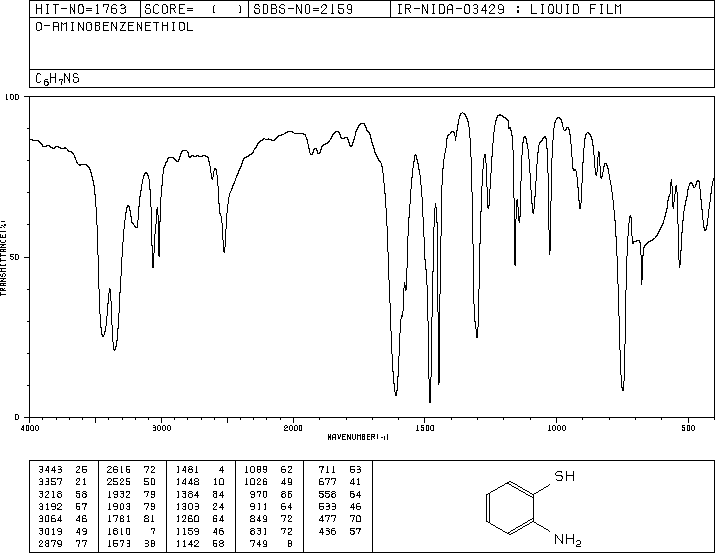 HIT-NO=1763 SCORE= ( ) SDBS-NO=2159 IR-NIDA-03429 : LIQUID FILM
O-AMINOBENZENETHIOL
C6H7NS
100
50
0
TRANSMITTANCE(%)
4000 3000 2000 1500 1000 500
WAVENUMBER(-1)
3443 26 2616 72 1481 4 1089 62 711 53
3357 21 2525 50 1448 10 1026 49 677 41
3218 58 1932 79 1384 84 970 86 558 64
3192 57 1903 79 1303 24 911 64 533 46
3064 46 1781 81 1260 64 849 72 477 70
3019 49 1610 7 1159 46 831 72 436 57
2879 77 1573 38 1142 58 749 8
SH
NH2